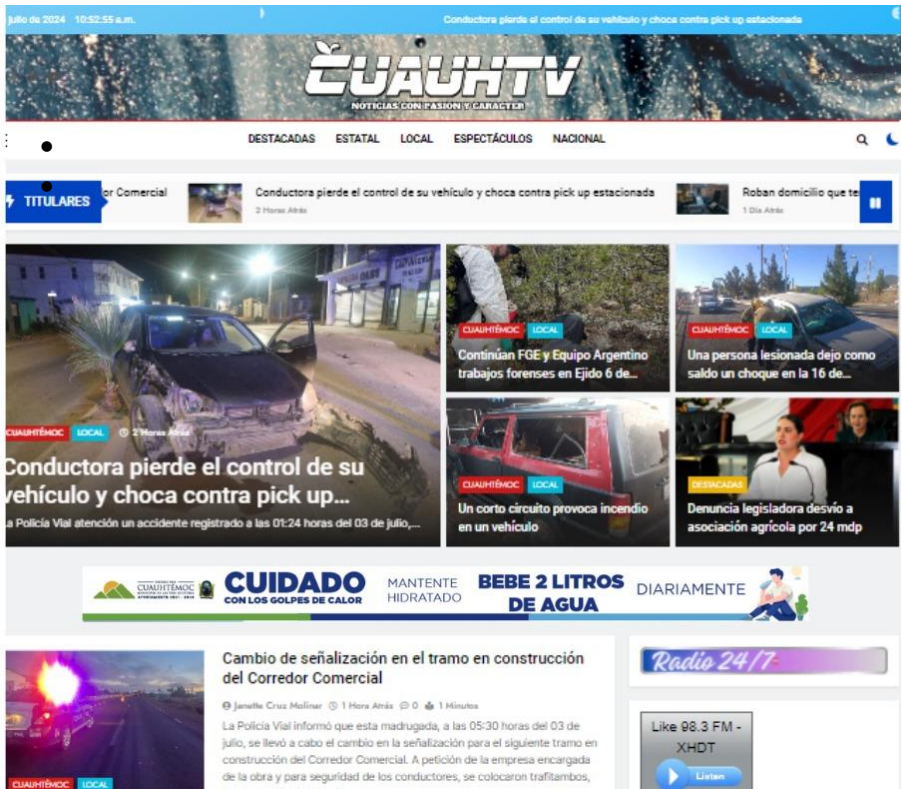 julio de 2024 10:52:55 a.m.
Conductora pierde el control de su vehículo y choca contra pick up estacionada
CUAUHTV
NOTICIAS CON PASION Y CARACTER
DESTACADAS ESTATAL LOCAL ESPECTÁCULOS NACIONAL
TITULARES
or Comercial
Conductora pierde el control de su vehículo y choca contra pick up estacionada
2 Horas Atrás
Roban domicilio que te
1 Día Atrás
CUAUHTÉMOC LOCAL 2 Horas Atrás
Conductora pierde el control de su
vehículo y choca contra pick up...
La Policía Vial atención un accidente registrado a las 01:24 horas del 03 de julio,...
CUAUHTÉMOC LOCAL
Continúan FGE y Equipo Argentino
trabajos forenses en Ejido 6 de...
CUAUHTÉMOC LOCAL
Una persona lesionada dejo como
saldo un choque en la 16 de...
CUAUHTÉMOC LOCAL
Un corto circuito provoca incendio
en un vehículo
DESTACADAS
Denuncia legisladora desvío a
asociación agrícola por 24 mdp
CUAUHTÉMOC
CUIDADO
CON LOS GOLPES DE CALOR
MANTENTE
HIDRATADO
BEBE 2 LITROS
DE AGUA
DIARIAMENTE
CUAUHTÉMOC LOCAL
Cambio de señalización en el tramo en construcción
del Corredor Comercial
Janette Cruz Molinar 1 Hora Atrás 0 1 Minutos
La Policía Vial informó que esta madrugada, a las 05:30 horas del 03 de
julio, se llevó a cabo el cambio en la señalización para el siguiente tramo en
construcción del Corredor Comercial. A petición de la empresa encargada
de la obra y para seguridad de los conductores, se colocaron trafitambos,
Radio 24/7
Like 98.3 FM -
XHDT
Listen